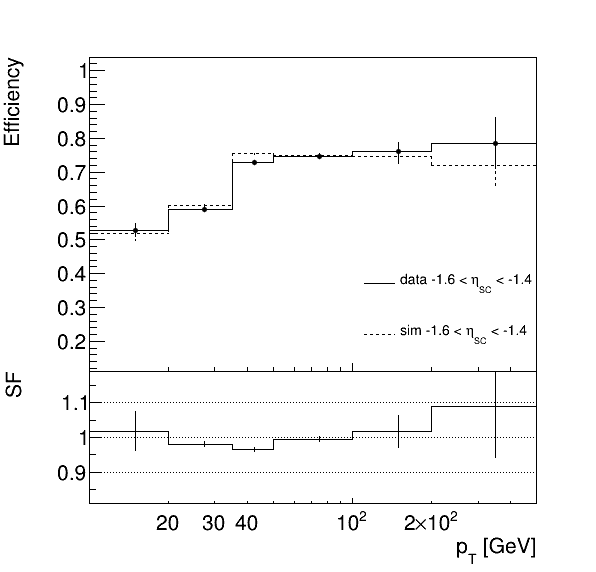 Efficiency
1
0.9
0.8
0.7
0.6
0.5
0.4
0.3
0.2
data -1.6 < η_SC < -1.4
sim -1.6 < η_SC < -1.4
SF
1.1
1
0.9
20 30 40 10² 2×10²
p_T [GeV]